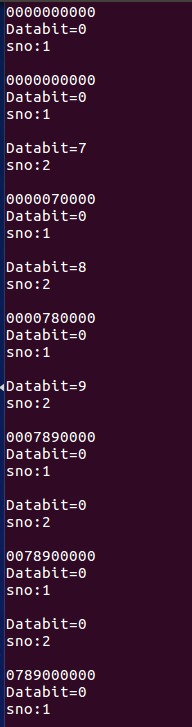 0000000000
Databit=0
sno:1
0000000000
Databit=0
sno:1
Databit=7
sno:2
0000070000
Databit=0
sno:1
Databit=8
sno:2
0000780000
Databit=0
sno:1
Databit=9
sno:2
0007890000
Databit=0
sno:1
Databit=0
sno:2
0078900000
Databit=0
sno:1
Databit=0
sno:2
0789000000
Databit=0
sno:1